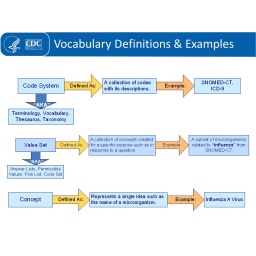 CDC
Vocabulary Definitions & Examples
Code System
Defined As:
A collection of codes
with its descriptions.
Example:
SNOMED-CT,
ICD-9
AKA
Terminology, Vocabulary,
Thesaurus, Taxonomy
Value Set
Defined As:
A collection of concepts created
for a specific purpose such as in
response to a question
Example:
A subset of microorganisms
related to "Influenza" from
SNOMED-CT
AKA
Answer Lists, Permissible
Values, Pick List, Code Set
Concept
Defined As:
Represents a single idea such as
the name of a microorganism.
Example:
Influenza A Virus